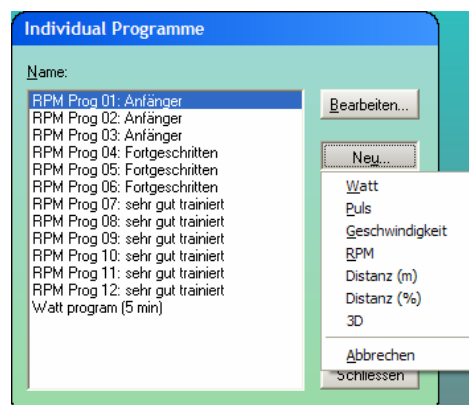 Individual Programme
Name:
RPM Prog 01: Anfänger
RPM Prog 02: Anfänger
RPM Prog 03: Anfänger
RPM Prog 04: Fortgeschritten
RPM Prog 05: Fortgeschritten
RPM Prog 06: Fortgeschritten
RPM Prog 07: sehr gut trainiert
RPM Prog 08: sehr gut trainiert
RPM Prog 09: sehr gut trainiert
RPM Prog 10: sehr gut trainiert
RPM Prog 11: sehr gut trainiert
RPM Prog 12: sehr gut trainiert
Watt program (5 min)
Bearbeiten...
Neu...
Watt
Puls
Geschwindigkeit
RPM
Distanz (m)
Distanz (%)
3D
Abbrechen
Schliessen